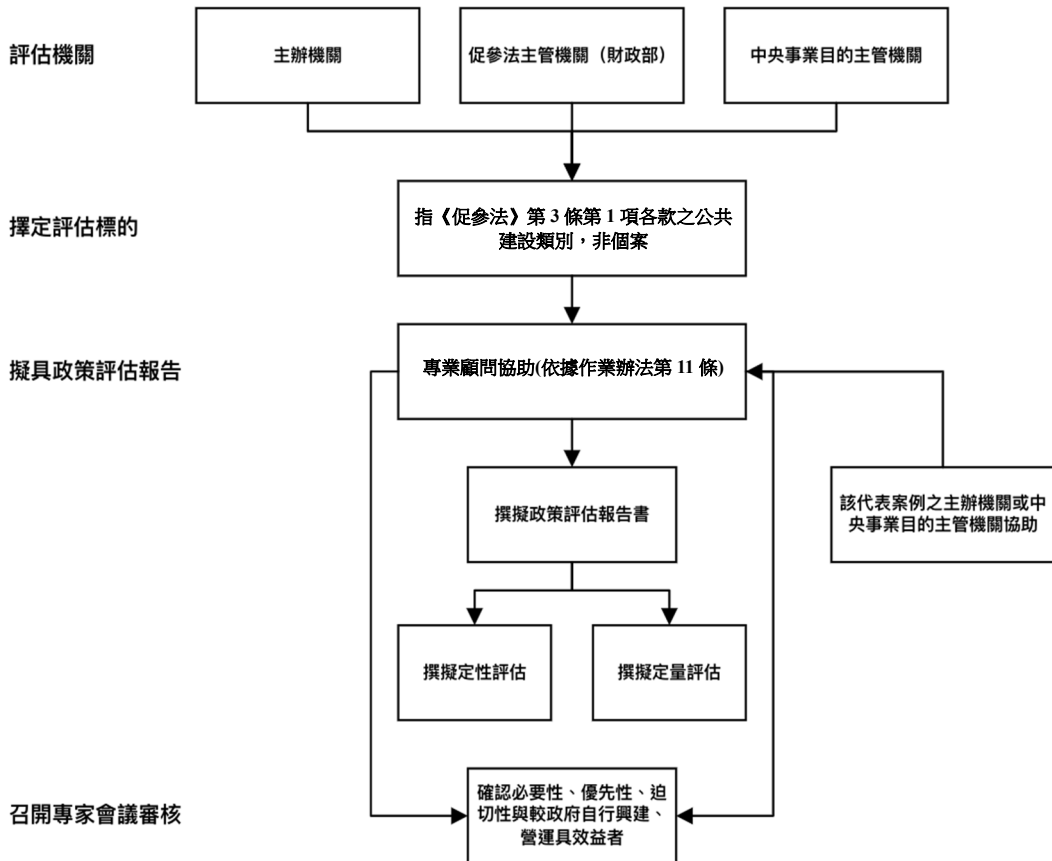 評估機關
主辦機關
促參法主管機關（財政部）
中央事業目的主管機關
擇定評估標的
指《促參法》第 3 條第 1 項各款之公共
建設類別，非個案
擬具政策評估報告
專業顧問協助(依據作業辦法第 11 條)
撰擬政策評估報告書
該代表案例之主辦機關或中
央事業目的主管機關協助
撰擬定性評估
撰擬定量評估
召開專家會議審核
確認必要性、優先性、迫
切性與較政府自行興建、
營運具效益者